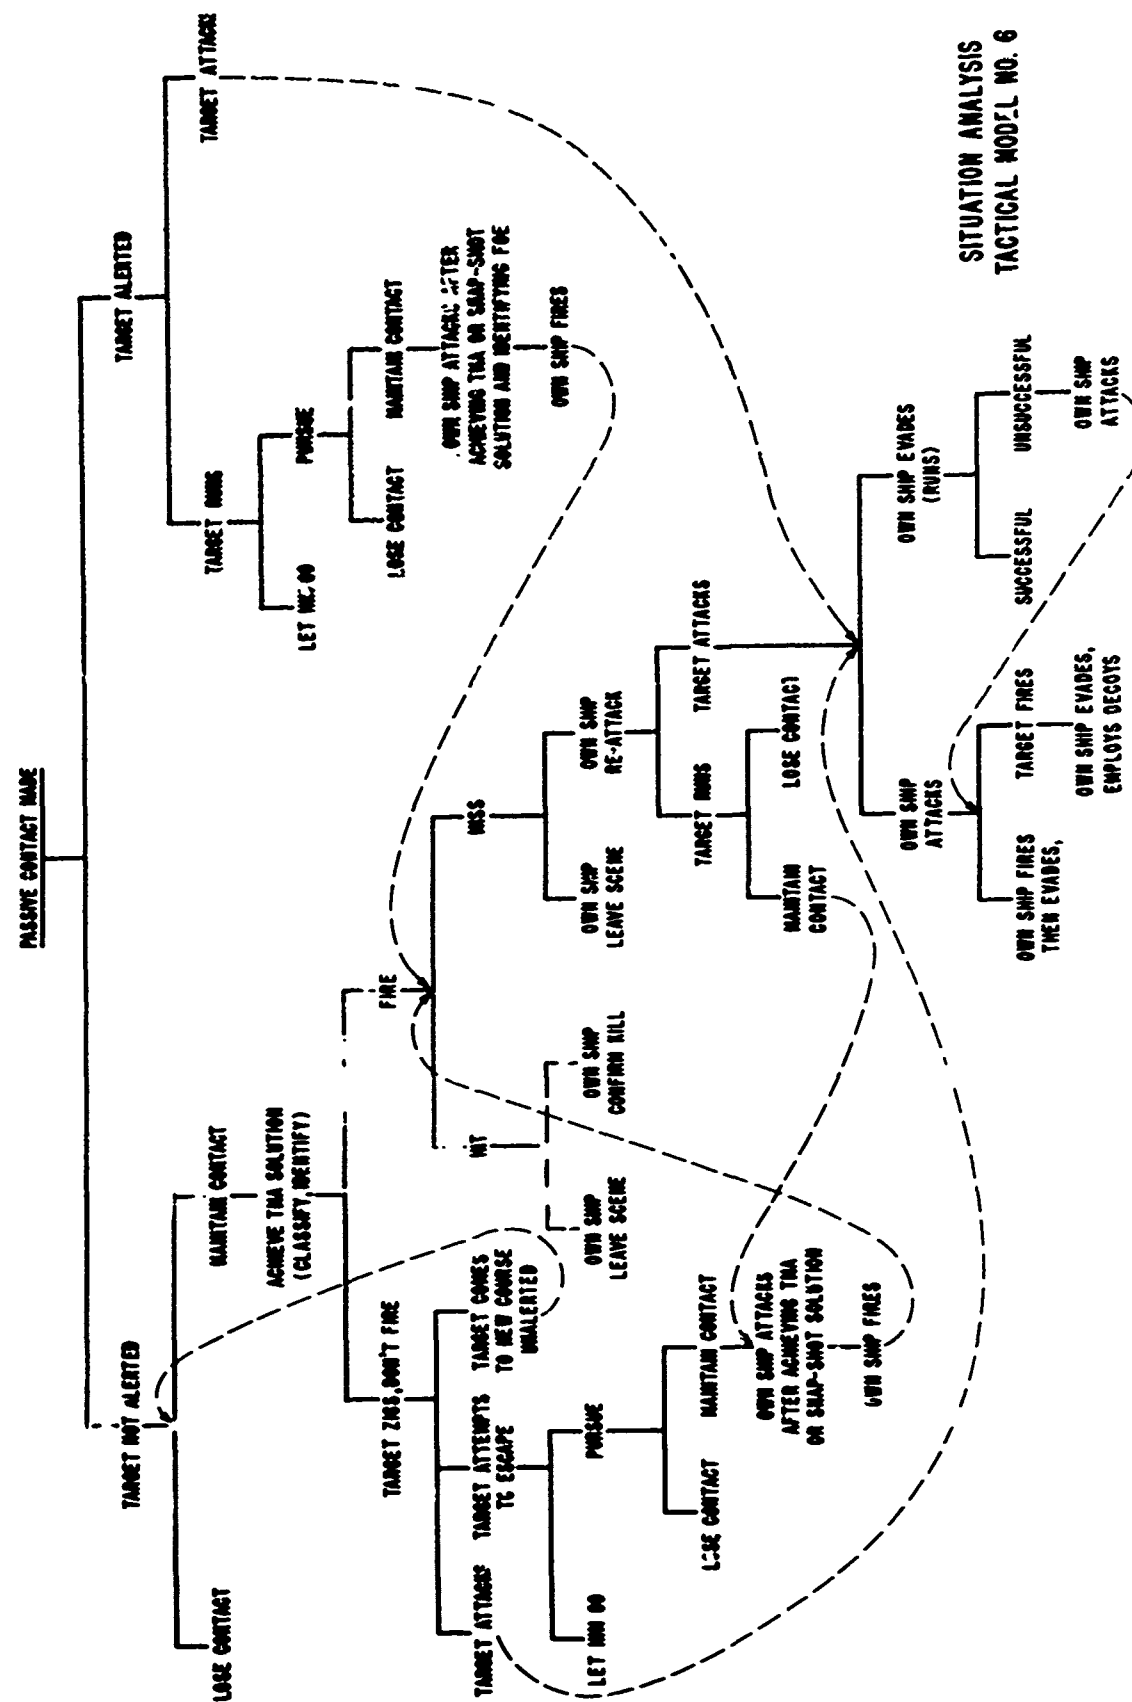 PASSIVE CONTACT MADE
TARGET NOT ALERTED
TARGET ALERTED
LOSE CONTACT
MAINTAIN CONTACT
TARGET RUNS
TARGET ATTACKS
ACHIEVE TMA SOLUTION
(CLASSIFY, IDENTIFY)
LET HIM GO
PURSUE
TARGET ZIGS, DON'T FIRE
FIRE
LOSE CONTACT
MAINTAIN CONTACT
OWN SHIP ATTACKS AFTER
ACHIEVING TMA OR SNAP-SHOT
SOLUTION AND IDENTIFYING FOE
OWN SHIP FIRES
TARGET ATTACKS
TARGET ATTEMPTS
TO ESCAPE
TARGET COMES
TO NEW COURSE
UNALERTED
HIT
MISS
LET HIM GO
PURSUE
OWN SHIP
LEAVE SCENE
OWN SHIP
CONFIRM KILL
OWN SHIP
LEAVE SCENE
OWN SHIP
RE-ATTACK
LOSE CONTACT
MAINTAIN CONTACT
TARGET RUNS
TARGET ATTACKS
OWN SHIP ATTACKS
AFTER ACHIEVING TMA
OR SNAP-SHOT SOLUTION
MAINTAIN
CONTACT
LOSE CONTACT
OWN SHIP FIRES
OWN SHIP
ATTACKS
OWN SHIP EVADES
(RUNS)
OWN SHIP FIRES
THEN EVADES,
TARGET FIRES
SUCCESSFUL
UNSUCCESSFUL
OWN SHIP EVADES,
EMPLOYS DECOYS
OWN SHIP
ATTACKS
SITUATION ANALYSIS
TACTICAL MODEL NO. 6